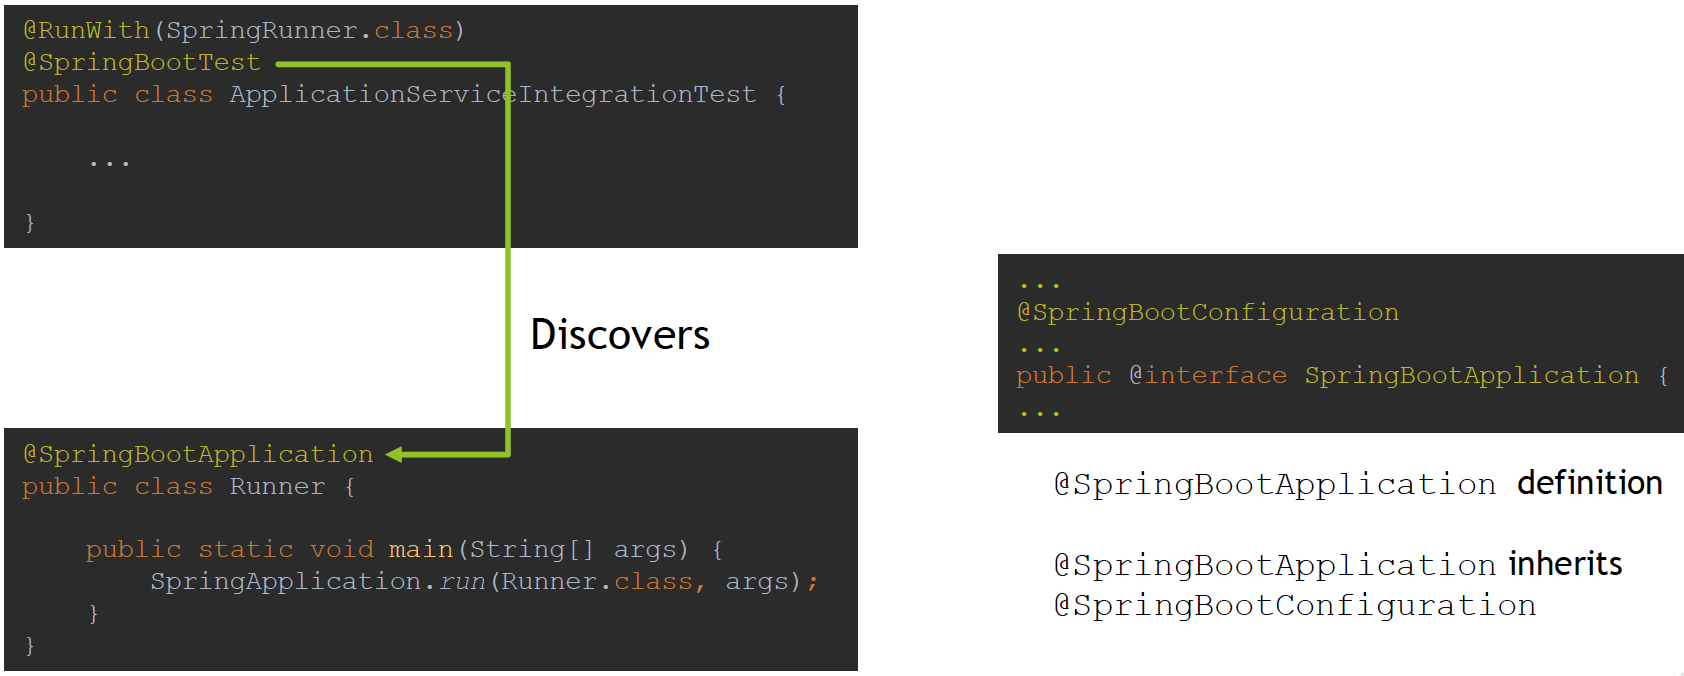 @RunWith(SpringRunner.class)
@SpringBootTest
public class ApplicationServiceIntegrationTest {
...
}
Discovers
@SpringBootApplication
public class Runner {
public static void main(String[] args) {
SpringApplication.run(Runner.class, args);
}
}
...
@SpringBootConfiguration
...
public @interface SpringBootApplication {
...
@SpringBootApplication definition
@SpringBootApplication inherits
@SpringBootConfiguration